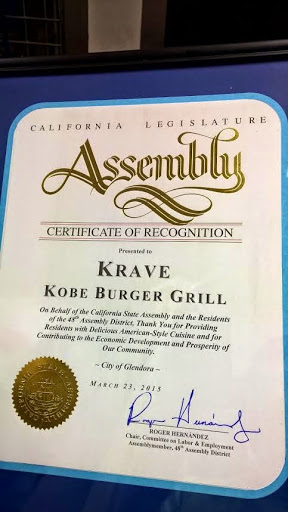 CALIFORNIA LEGISLATURE
Assembly
CERTIFICATE OF RECOGNITION
Presented to
KRAVE
KOBE BURGER GRILL
On Behalf of the California State Assembly and the Residents
of the 48th Assembly District, Thank You for Providing
Residents with Delicious American-Style Cuisine and for
Contributing to the Economic Development and Prosperity of
Our Community.
~ City of Glendora ~
MARCH 23, 2015
Roger Hernández
ROGER HERNÁNDEZ
Chair, Committee on Labor & Employment
Assemblymember, 48th Assembly District